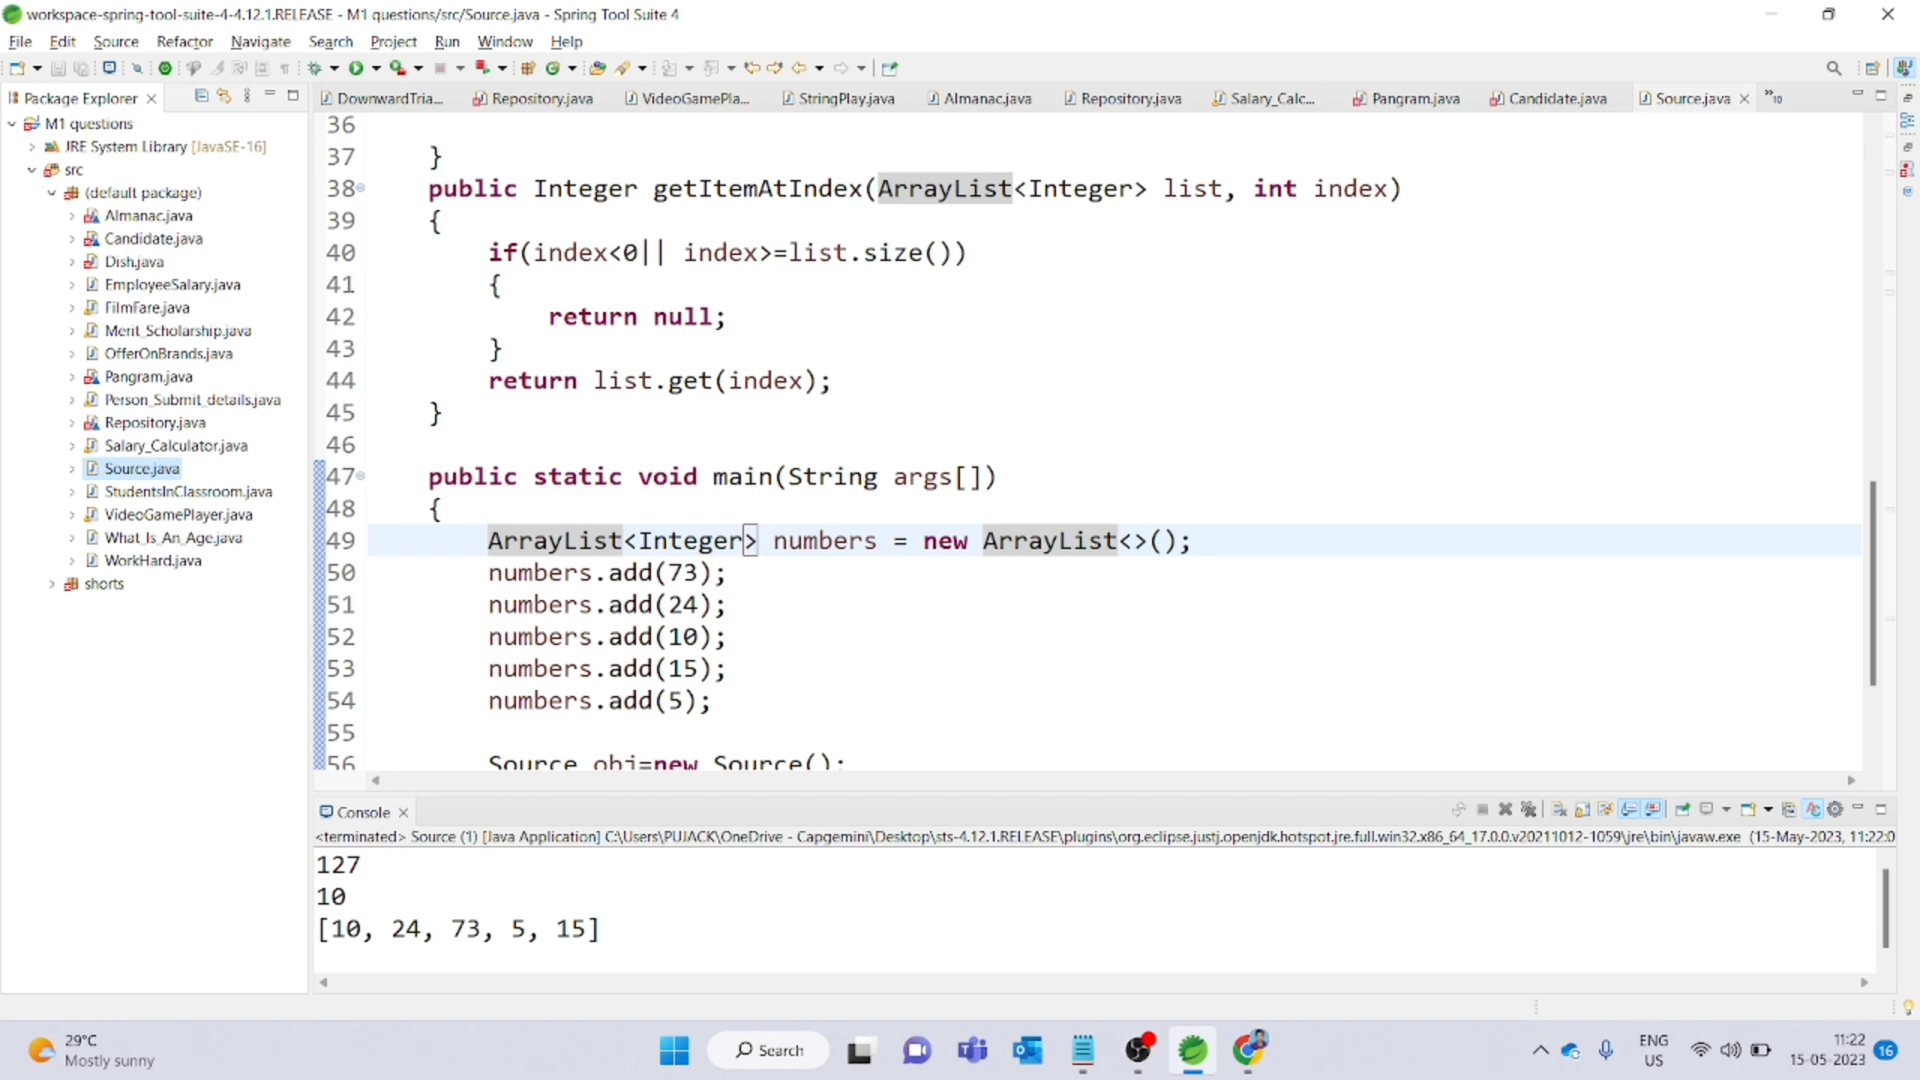 workspace-spring-tool-suite-4-4.12.1.RELEASE - M1 questions/src/Source.java - Spring Tool Suite 4
File Edit Source Refactor Navigate Search Project Run Window Help
Package Explorer
DownwardTria...
Repository.java
VideoGamePla...
StringPlay.java
Almanac.java
Repository.java
Salary_Calc...
Pangram.java
Candidate.java
Source.java
»10
M1 questions
JRE System Library [JavaSE-16]
src
(default package)
Almanac.java
Candidate.java
Dish.java
EmployeeSalary.java
FilmFare.java
Merit_Scholarship.java
OfferOnBrands.java
Pangram.java
Person_Submit_details.java
Repository.java
Salary_Calculator.java
Source.java
StudentsInClassroom.java
VideoGamePlayer.java
What_Is_An_Age.java
WorkHard.java
shorts
36
37 }
38 public Integer getItemAtIndex(ArrayList<Integer> list, int index)
39 {
40 if(index<0|| index>=list.size())
41 {
42 return null;
43 }
44 return list.get(index);
45 }
46
47 public static void main(String args[])
48 {
49 ArrayList<Integer> numbers = new ArrayList<>();
50 numbers.add(73);
51 numbers.add(24);
52 numbers.add(10);
53 numbers.add(15);
54 numbers.add(5);
55
56 Source obj=new Source();
Console
<terminated> Source (1) [Java Application] C:\Users\PUJACK\OneDrive - Capgemini\Desktop\sts-4.12.1.RELEASE\plugins\org.eclipse.justj.openjdk.hotspot.jre.full.win32.x86_64_17.0.0.v20211012-1059\jre\bin\javaw.exe (15-May-2023, 11:22:0
127
10
[10, 24, 73, 5, 15]
29°C
Mostly sunny
Search
ENG
US
11:22
15-05-2023
16